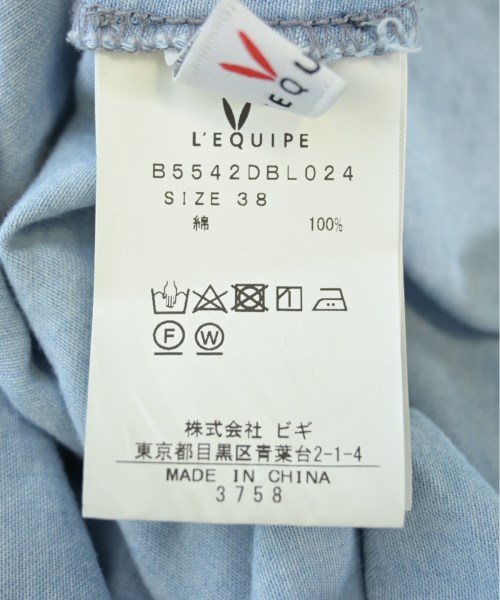 EQU
L'EQUIPE
B5542DBL024
SIZE 38
綿 100%
F W
株式会社 ビギ
東京都目黒区青葉台2-1-4
MADE IN CHINA
3758